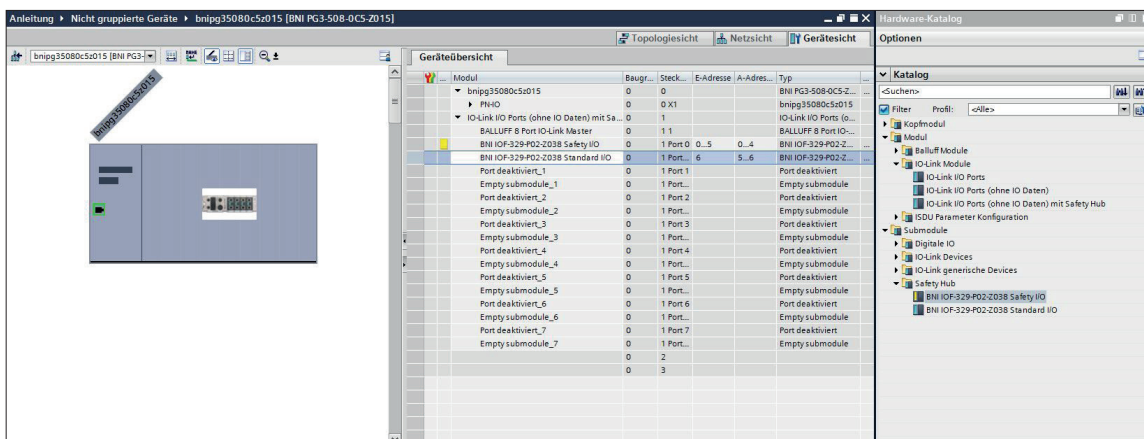 Anleitung ▸ Nicht gruppierte Geräte ▸ bnipg35080c5z015 [BNI PG3-508-0C5-Z015]
Hardware-Katalog
Topologiesicht Netzsicht Gerätesicht
Optionen
bnipg35080c5z015 [BNI PG3-
bnipg35080c5z015
Geräteübersicht
... Modul Baugr... Steck... E-Adresse A-Adres... Typ
bnipg35080c5z015 0 0 BNI PG3-508-0C5-Z...
PN-IO 0 0 X1 bnipg35080c5z015
IO-Link I/O Ports (ohne IO Daten) mit Sa... 0 1 IO-Link I/O Ports (o...
BALLUFF 8 Port IO-Link Master 0 1 1 BALLUFF 8 Port IO-...
BNI IOF-329-P02-Z038 Safety I/O 0 1 Port 0 0...5 0...4 BNI IOF-329-P02-Z...
BNI IOF-329-P02-Z038 Standard I/O 0 1 Port... 6 5...6 BNI IOF-329-P02-Z...
Port deaktiviert_1 0 1 Port 1 Port deaktiviert
Empty submodule_1 0 1 Port... Empty submodule
Port deaktiviert_2 0 1 Port 2 Port deaktiviert
Empty submodule_2 0 1 Port... Empty submodule
Port deaktiviert_3 0 1 Port 3 Port deaktiviert
Empty submodule_3 0 1 Port... Empty submodule
Port deaktiviert_4 0 1 Port 4 Port deaktiviert
Empty submodule_4 0 1 Port... Empty submodule
Port deaktiviert_5 0 1 Port 5 Port deaktiviert
Empty submodule_5 0 1 Port... Empty submodule
Port deaktiviert_6 0 1 Port 6 Port deaktiviert
Empty submodule_6 0 1 Port... Empty submodule
Port deaktiviert_7 0 1 Port 7 Port deaktiviert
Empty submodule_7 0 1 Port... Empty submodule
0 2
0 3
Katalog
<Suchen>
Filter Profil: <Alle>
Kopfmodul
Modul
Balluff Module
IO-Link Module
IO-Link I/O Ports
IO-Link I/O Ports (ohne IO Daten)
IO-Link I/O Ports (ohne IO Daten) mit Safety Hub
ISDU Parameter Konfiguration
Submodule
Digitale IO
IO-Link Devices
IO-Link generische Devices
Safety Hub
BNI IOF-329-P02-Z038 Safety I/O
BNI IOF-329-P02-Z038 Standard I/O